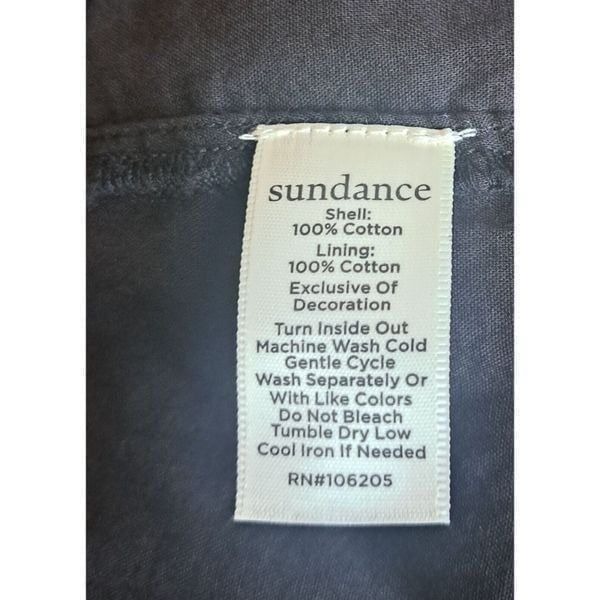 sundance
Shell:
100% Cotton
Lining:
100% Cotton
Exclusive Of
Decoration
Turn Inside Out
Machine Wash Cold
Gentle Cycle
Wash Separately Or
With Like Colors
Do Not Bleach
Tumble Dry Low
Cool Iron If Needed
RN#106205